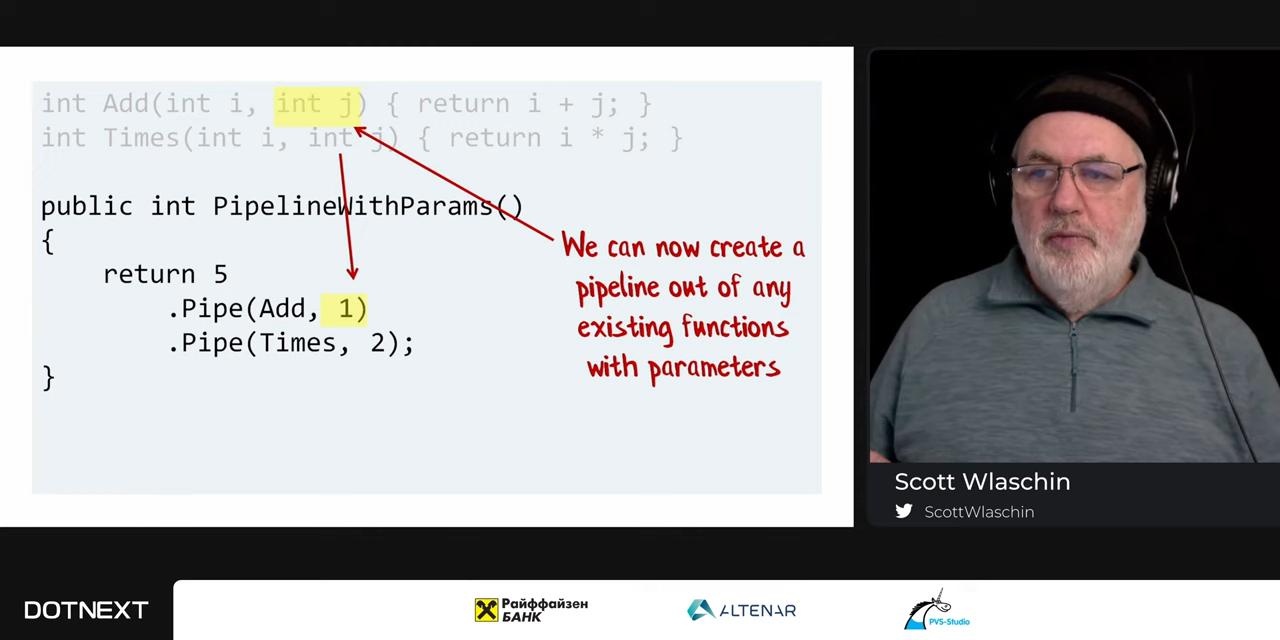 int Add(int i, int j) { return i + j; }
int Times(int i, int j) { return i * j; }
public int PipelineWithParams()
{
return 5
.Pipe(Add, 1)
.Pipe(Times, 2);
}
We can now create a
pipeline out of any
existing functions
with parameters
Scott Wlaschin
ScottWlaschin
DOTNEXT
Райффайзен
БАНК
ALTENAR
PVS-Studio